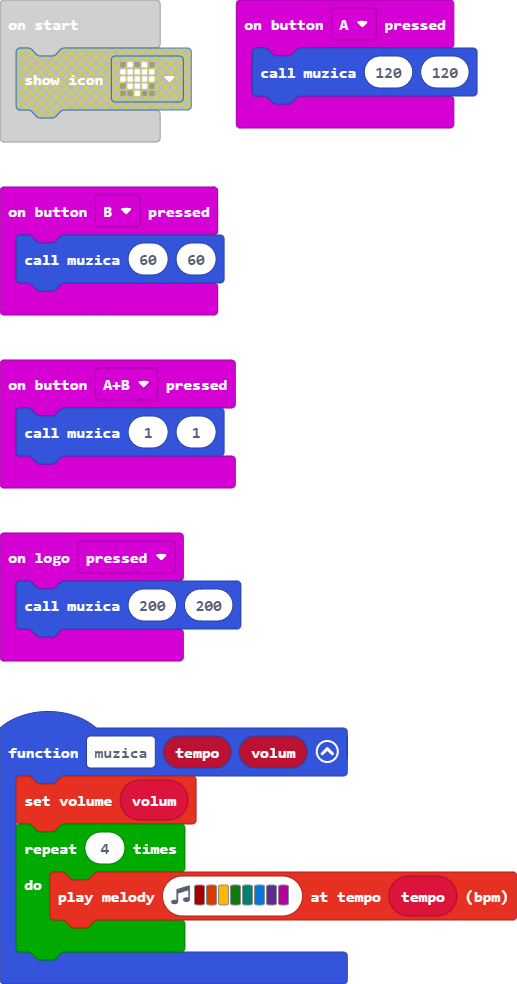 on start
show icon
on button A pressed
call muzica 120 120
on button B pressed
call muzica 60 60
on button A+B pressed
call muzica 1 1
on logo pressed
call muzica 200 200
function muzica tempo volum
set volume volum
repeat 4 times
do
play melody at tempo tempo (bpm)